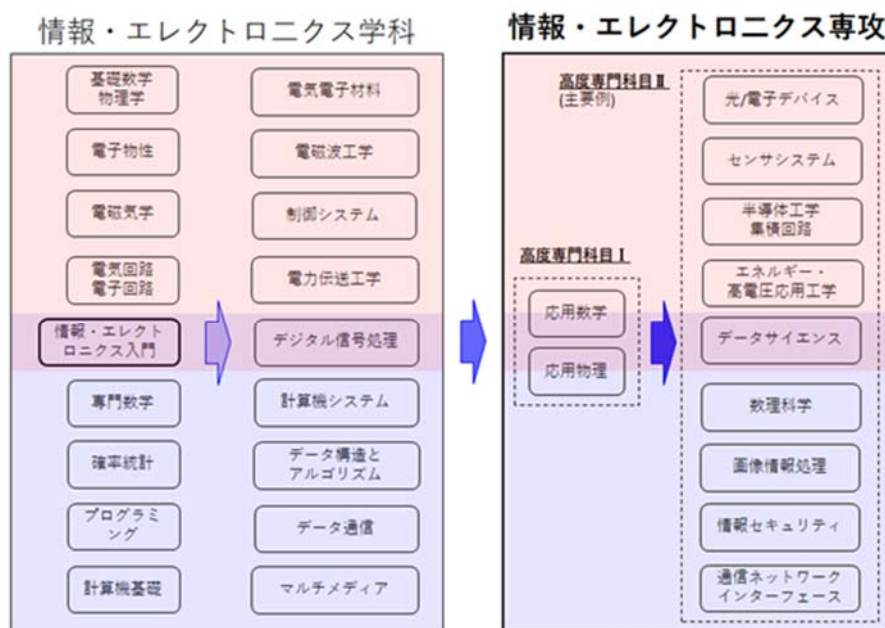 情報・エレクトロニクス学科
基礎数学
物理学
電子物性
電磁気学
電気回路
電子回路
情報・エレクト
ロニクス入門
専門数学
確率統計
プログラミ
ング
計算機基礎
電気電子材料
電磁波工学
制御システム
電力伝送工学
デジタル信号処理
計算機システム
データ構造と
アルゴリズム
データ通信
マルチメディア
情報・エレクトロニクス専攻
高度専門科目Ⅰ
応用数学
応用物理
高度専門科目Ⅱ
(主要例)
光/電子デバイス
センサシステム
半導体工学
集積回路
エネルギー・
高電圧応用工学
データサイエンス
数理科学
画像情報処理
情報セキュリティ
通信ネットワーク
インターフェース